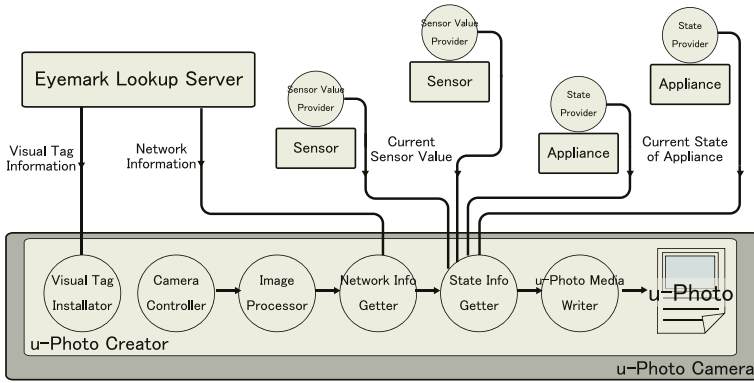 Sensor Value
Provider
State
Provider
Eyemark Lookup Server
Sensor Value
Provider
Sensor
State
Provider
Appliance
Visual Tag
Information
Network
Information
Sensor
Current
Sensor Value
Appliance
Current State
of Appliance
Visual Tag
Installator
Camera
Controller
Image
Processor
Network Info
Getter
State Info
Getter
u-Photo Media
Writer
u-Photo
u-Photo Creator
u-Photo Camera